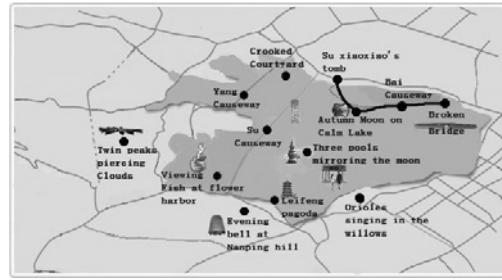 Crooked
Courtyard
Su xiaoxiao's
tomb
Yang
Causeway
Bai
Causeway
Autumn Moon on
Calm Lake
Broken
Bridge
Su
Causeway
Twin peaks
piercing
Clouds
Three pools
mirroring the moon
Viewing
Fish at flower
harbor
Leifeng
pagoda
Orioles
singing in the
willows
Evening
bell at
Nanping hill